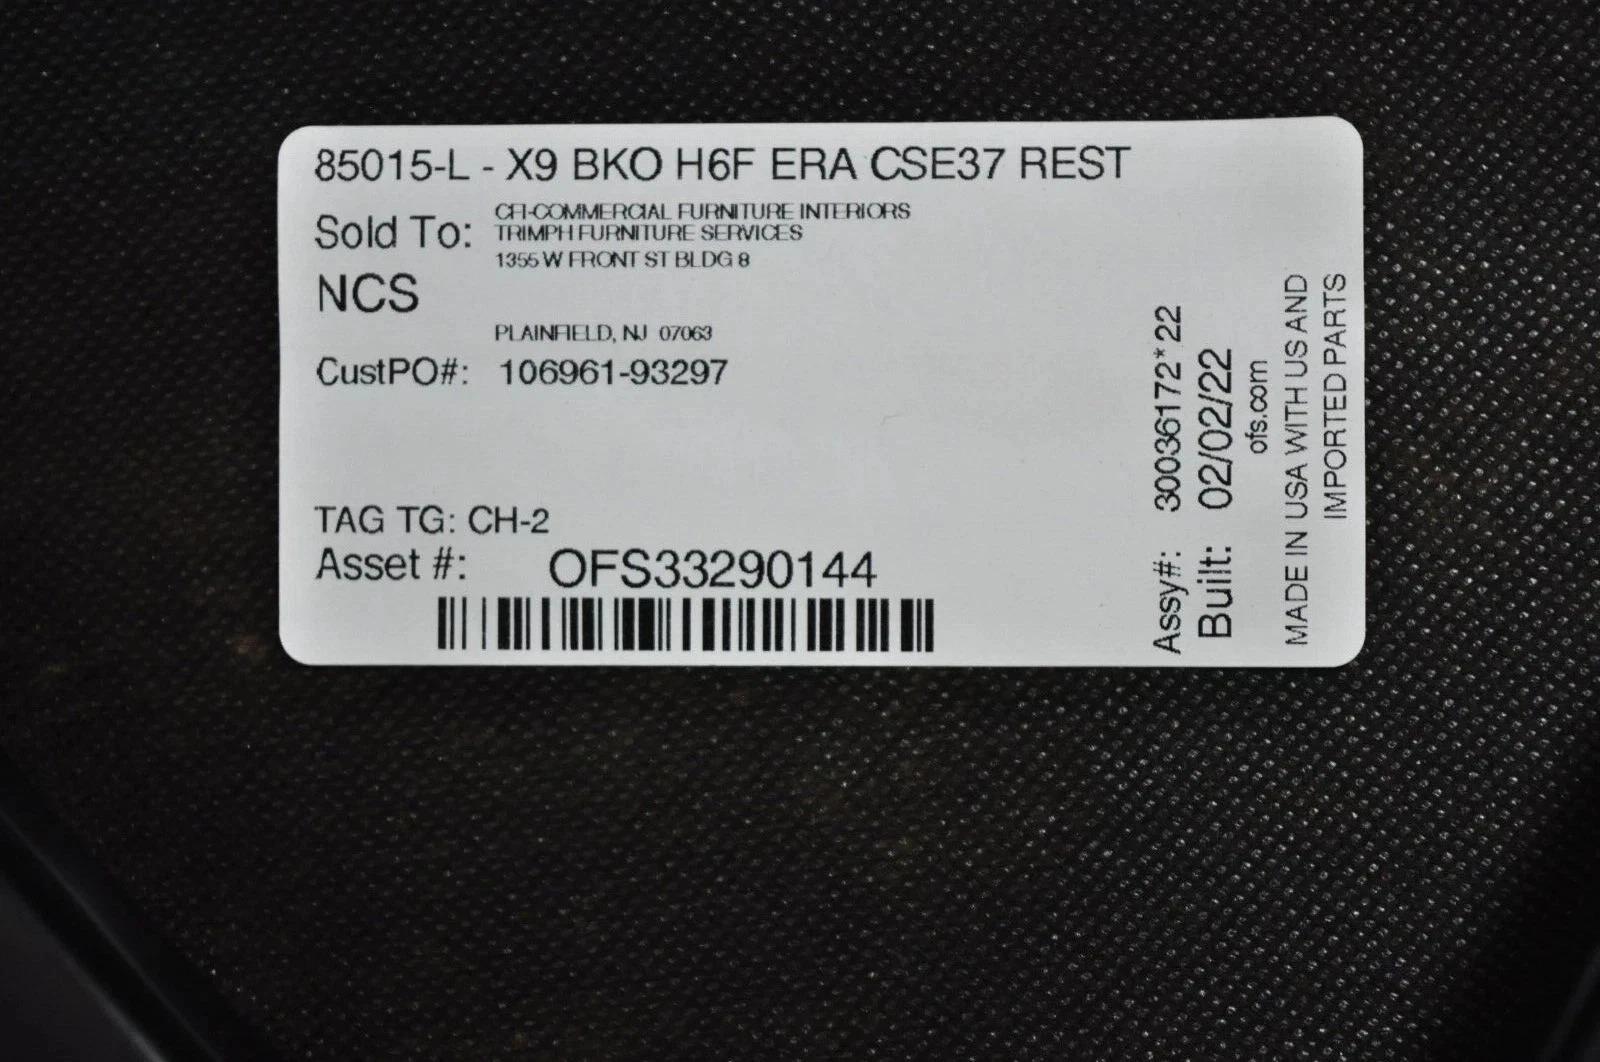 85015-L - X9 BKO H6F ERA CSE37 REST
Sold To: CFI-COMMERCIAL FURNITURE INTERIORS
TRIMPH FURNITURE SERVICES
1355 W FRONT ST BLDG 8
NCS
PLAINFIELD, NJ 07063
CustPO#: 106961-93297
TAG TG: CH-2
Asset #: OFS33290144
Assy#: 30036172*22
Built: 02/02/22
ofs.com
MADE IN USA WITH US AND
IMPORTED PARTS